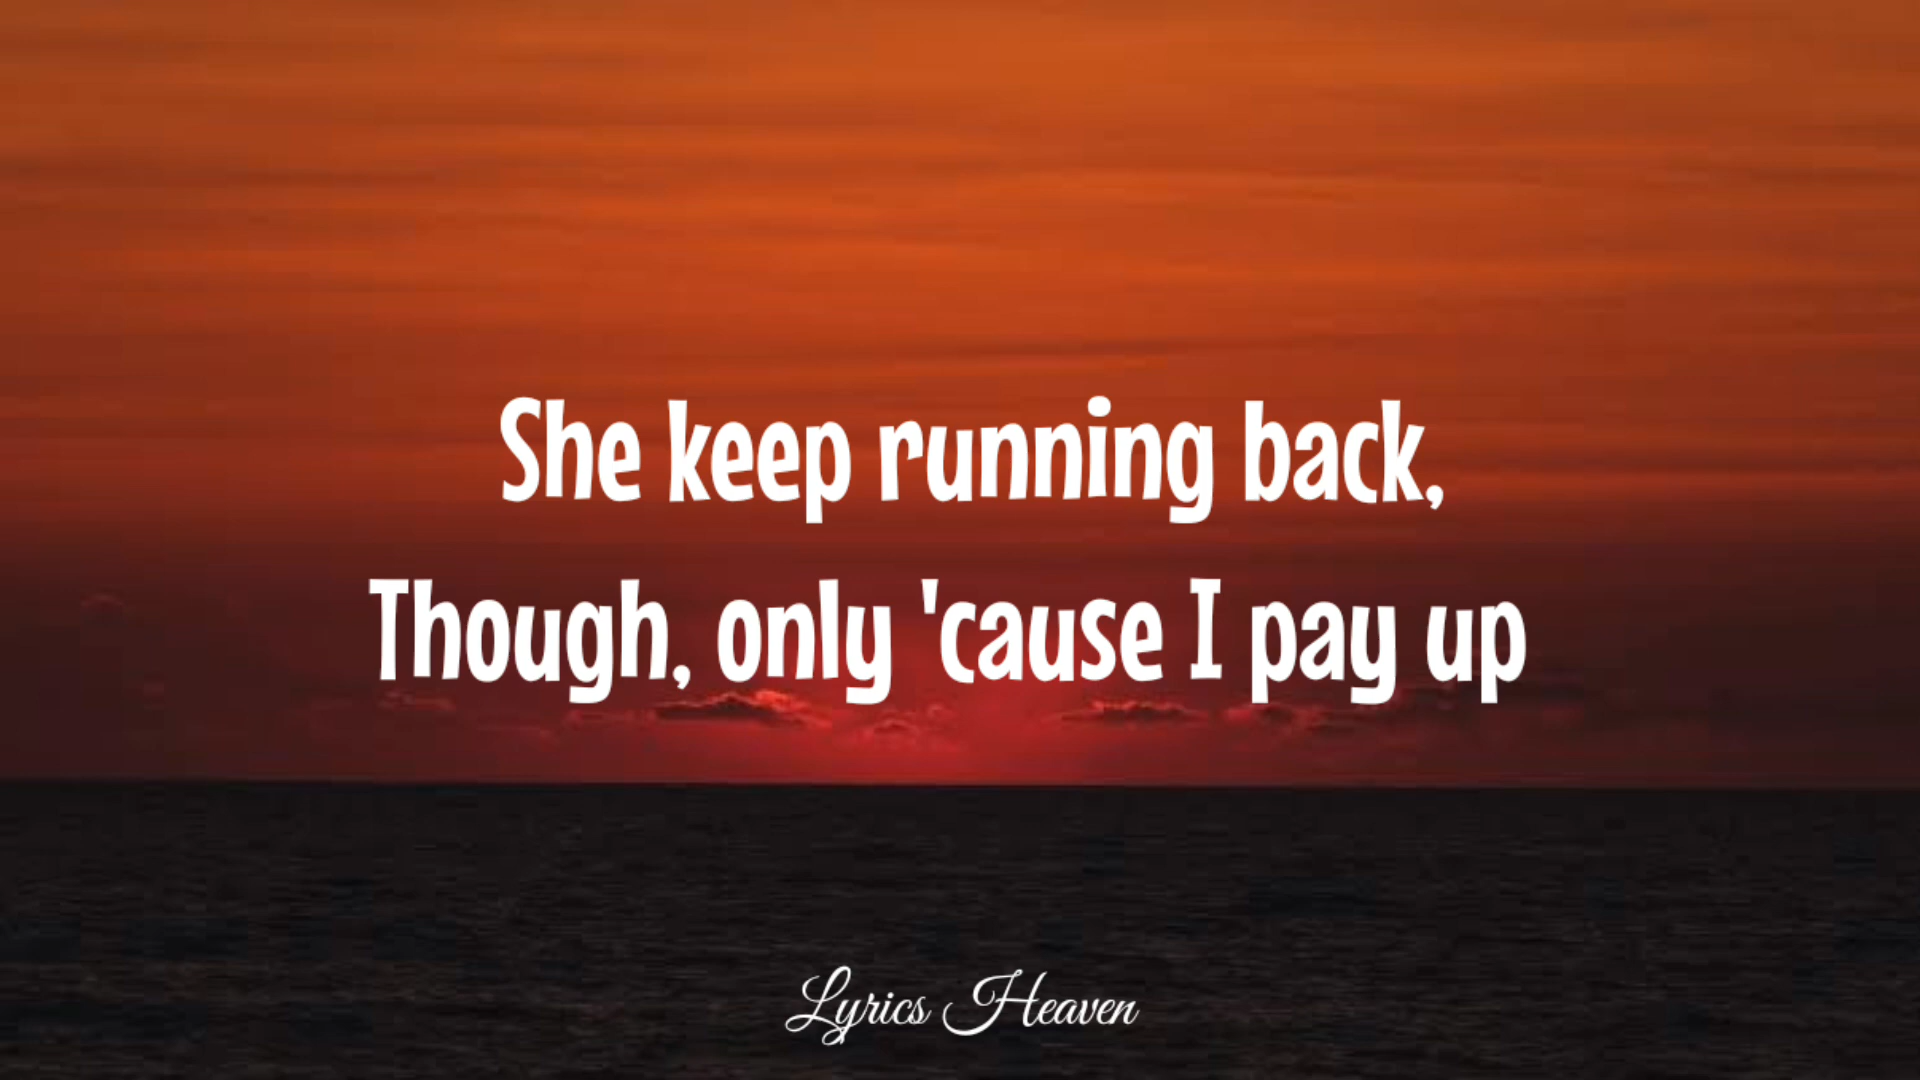 She keep running back,
Though, only 'cause I pay up
Lyrics Heaven